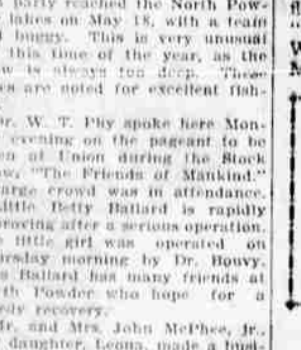 party reached the North Pow-
lakes on May 18, with a team
buggy. This is very unusual
this time of the year, as the
w is always too deep. These
es are noted for excellent fish-
r. W. T. Phy spoke here Mon-
evening on the pageant to be
n at Union during the Stock
w, "The Friends of Mankind."
arge crowd was in attendance.
ittle Betty Ballard is rapidly
proving after a serious operation.
e little girl was operated on
ursday morning by Dr. Bouvy.
s Ballard has many friends at
th Powder who hope for a
edy recovery.
Mr. and Mrs. John McPhee, Jr.,
daughter, Leona, made a busi-